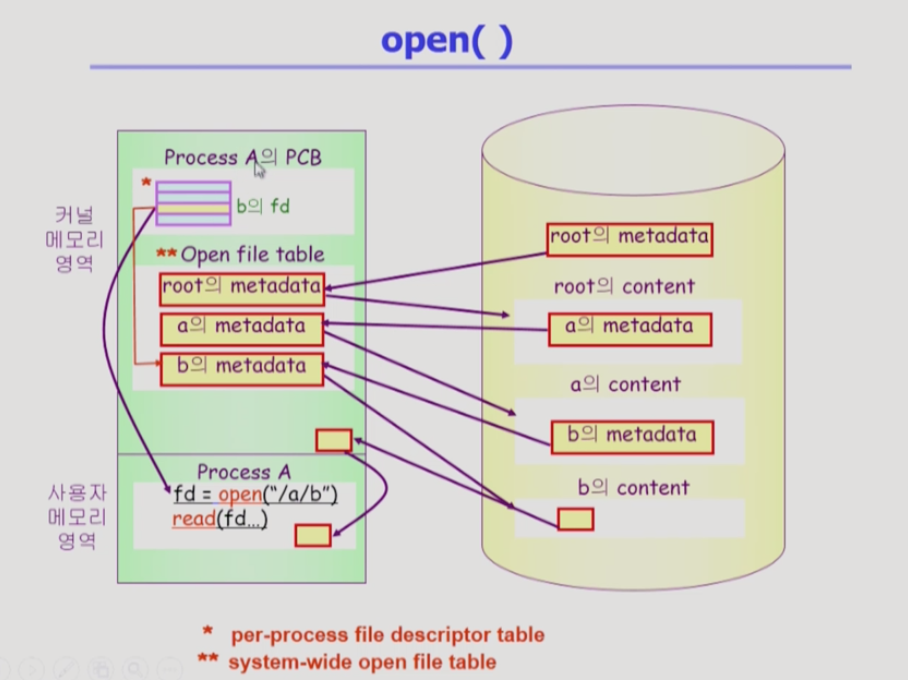 open( )
Process A의 PCB
*
b의 fd
커널
메모리
영역
** Open file table
root의 metadata
a의 metadata
b의 metadata
root의 metadata
root의 content
a의 metadata
a의 content
b의 metadata
b의 content
사용자
메모리
영역
Process A
fd = open("/a/b")
read(fd...)
* per-process file descriptor table
** system-wide open file table